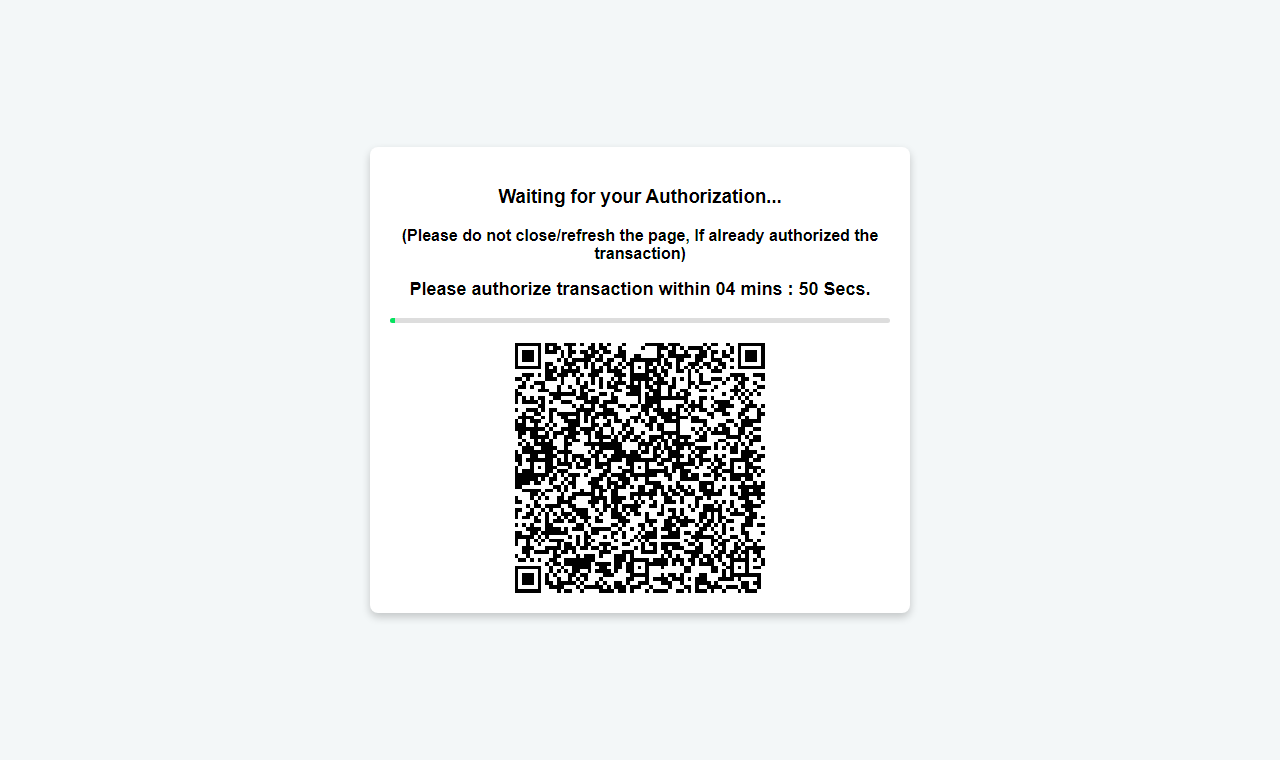 Waiting for your Authorization...
(Please do not close/refresh the page, If already authorized the
transaction)
Please authorize transaction within 04 mins : 50 Secs.